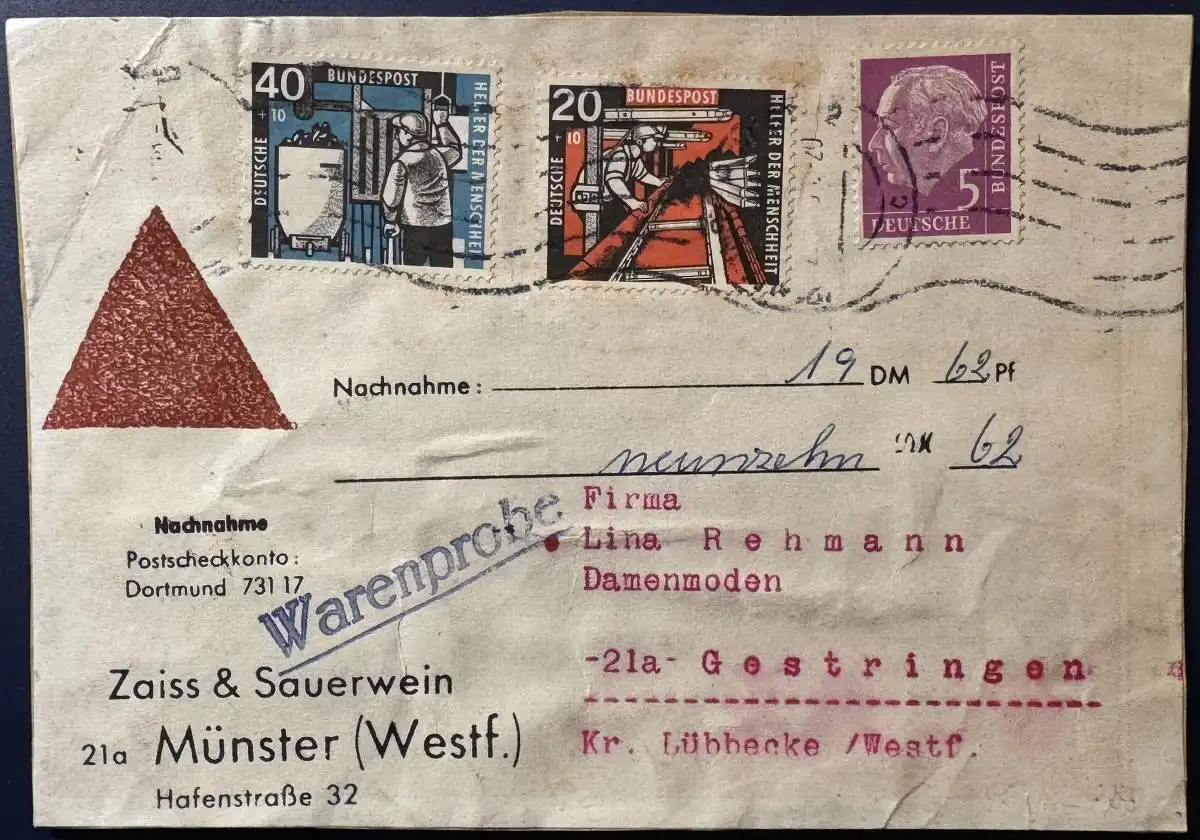 40 BUNDESPOST
+ 10
DEUTSCHE
HELFER DER MENSCHHEIT
20 BUNDESPOST
+ 10
DEUTSCHE
HELFER DER MENSCHHEIT
5
BUNDESPOST
DEUTSCHE
Nachnahme: 19 DM 62 Pf
neunzehn 62
Nachnahme
Postscheckkonto:
Dortmund 731 17
Warenprobe
Firma
Lina Rehmann
Damenmoden
-21a- Gestringen
Kr. Lübbecke /Westf.
Zaiss & Sauerwein
21a Münster (Westf.)
Hafenstraße 32